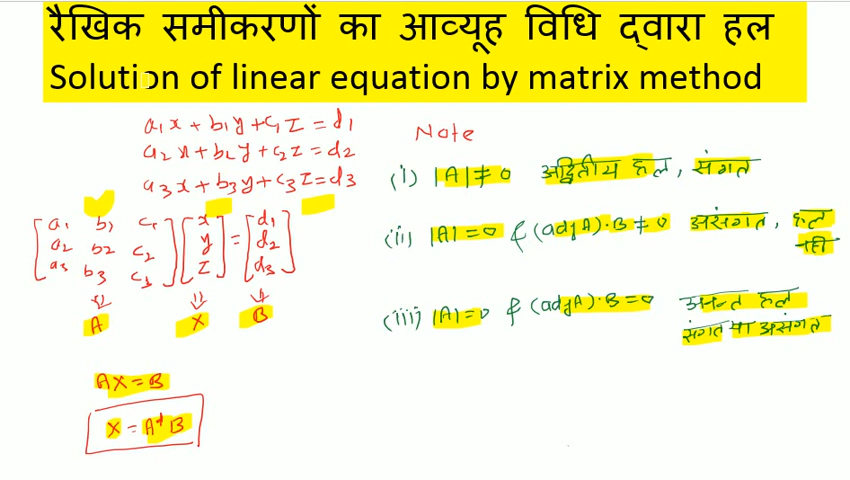 रैखिक समीकरणों का आव्यूह विधि द्वारा हल
Solution of linear equation by matrix method
a₁x + b₁y + c₁z = d₁
a₂x + b₂y + c₂z = d₂
a₃x + b₃y + c₃z = d₃
[a₁ b₁ c₁] [x] = [d₁]
[a₂ b₂ c₂] [y] = [d₂]
[a₃ b₃ c₃] [z] = [d₃]
⇓ ⇓ ⇓
A X B
AX = B
X = A⁻¹B
Note
(i) |A| ≠ 0 अद्वितीय हल, संगत
(ii) |A| = 0 & (adjA)·B ≠ 0 असंगत, हल
नही
(iii) |A| = 0 & (adjA)·B = 0 अनन्त हल
संगत या असंगत